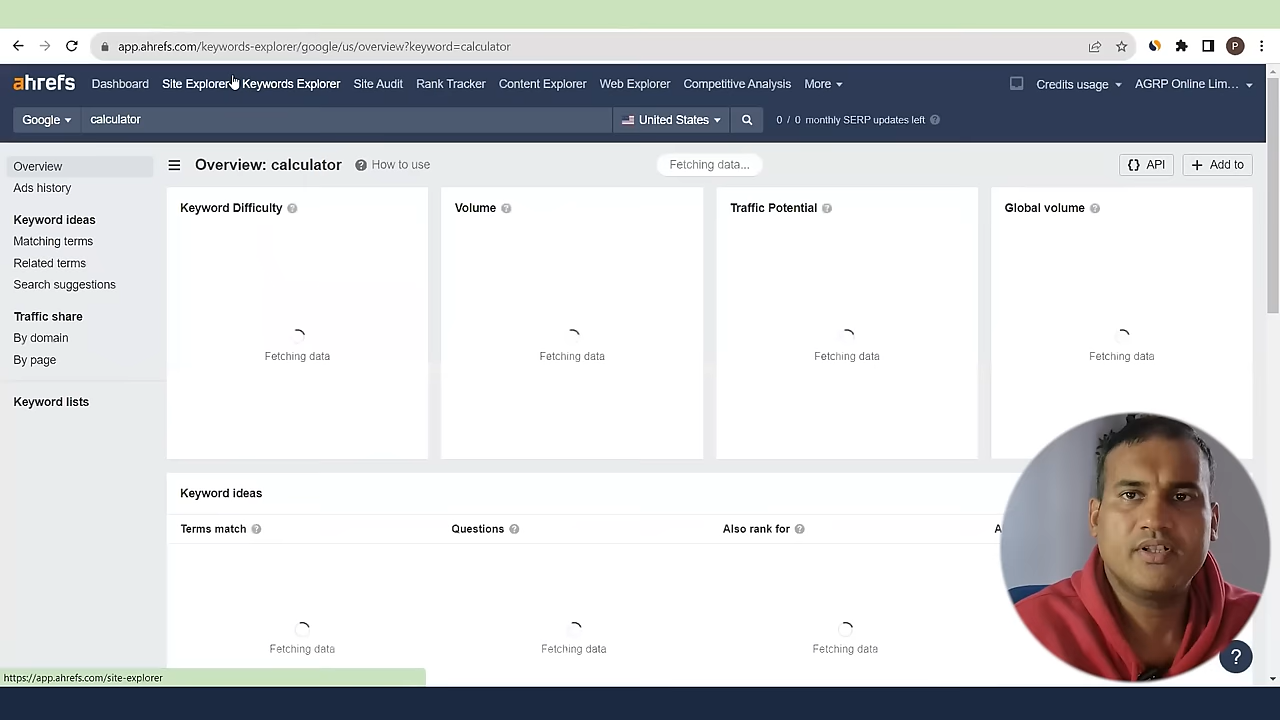 app.ahrefs.com/keywords-explorer/google/us/overview?keyword=calculator
P
ahrefs Dashboard Site Explorer Keywords Explorer Site Audit Rank Tracker Content Explorer Web Explorer Competitive Analysis More Credits usage AGRP Online Lim...
Google calculator United States 0 / 0 monthly SERP updates left ?
Overview
Ads history
Keyword ideas
Matching terms
Related terms
Search suggestions
Traffic share
By domain
By page
Keyword lists
Overview: calculator ? How to use Fetching data... {} API + Add to
Keyword Difficulty ? Volume ? Traffic Potential ? Global volume ?
Fetching data Fetching data Fetching data Fetching data
Keyword ideas
Terms match ? Questions ? Also rank for ? A
Fetching data Fetching data Fetching data
?
https://app.ahrefs.com/site-explorer